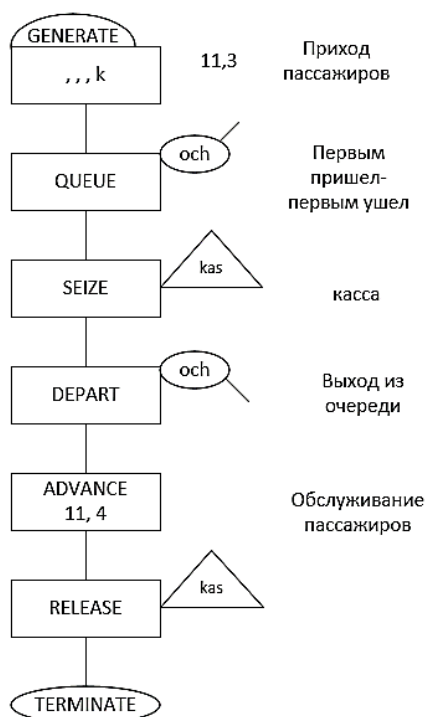 GENERATE
, , , k
11,3
Приход
пассажиров
och
QUEUE
Первым
пришел-
первым ушел
kas
SEIZE
касса
och
DEPART
Выход из
очереди
ADVANCE
11, 4
Обслуживание
пассажиров
kas
RELEASE
TERMINATE